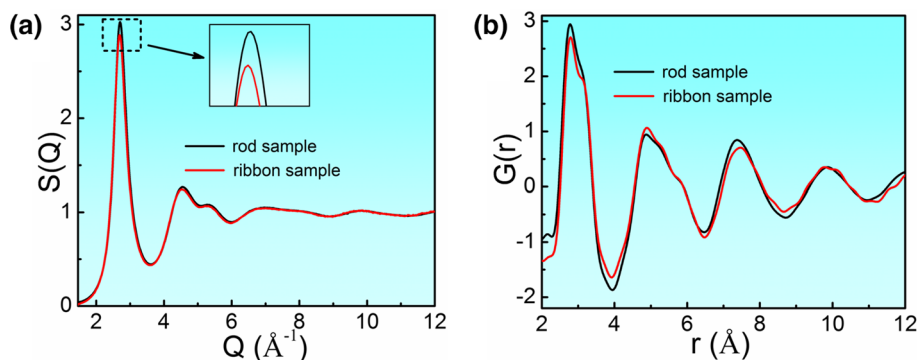 (a)
3
2
1
0
S(Q)
rod sample
ribbon sample
2
4
6
8
10
12
Q (Å⁻¹)
(b)
3
2
1
0
-1
-2
G(r)
rod sample
ribbon sample
2
4
6
8
10
12
r (Å)